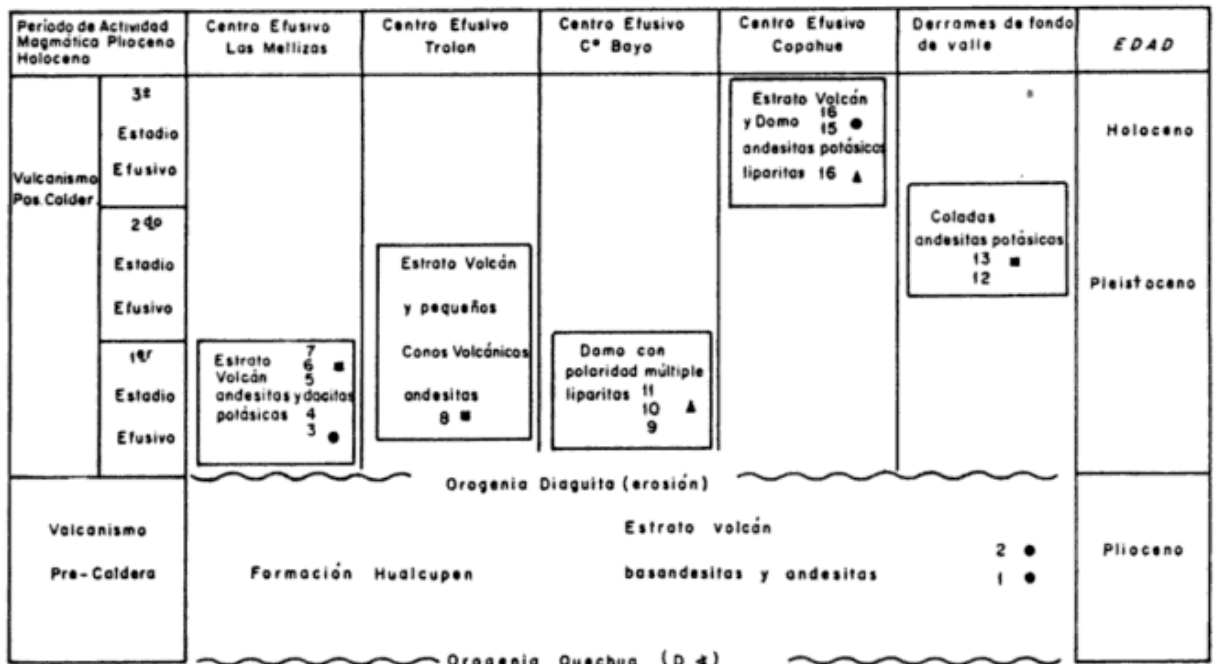 Período de Actividad
Magmática Plioceno
Holoceno
Centro Efusivo
Las Mellizas
Centro Efusivo
Trolon
Centro Efusivo
Cº Bayo
Centro Efusivo
Copahue
Derrames de fondo
de valle
EDAD
Vulcanismo
Pos.Calder.
3º
Estadio
Efusivo
2do
Estadio
Efusivo
1er
Estadio
Efusivo
Estrato 7
6 ■
Volcán 5
andesitas y dacitas
potásicas 4
3 ●
Estrato Volcán
y pequeños
Conos Volcánicos
andesitas
8 ■
Domo con
polaridad múltiple
liparitas 11
10 ▲
9
Estrato Volcán
16
y Domo 15 ●
andesitas potásicas
liparitas 16 ▲
Coladas
andesitas potásicas
13 ■
12
Holoceno
Pleistoceno
Orogenia Diaguita (erosión)
Valcanismo
Pre-Caldera
Formación Hualcupen
Estrato volcán
basandesitas y andesitas
2 ●
1 ●
Plioceno
Orogenia Quechua